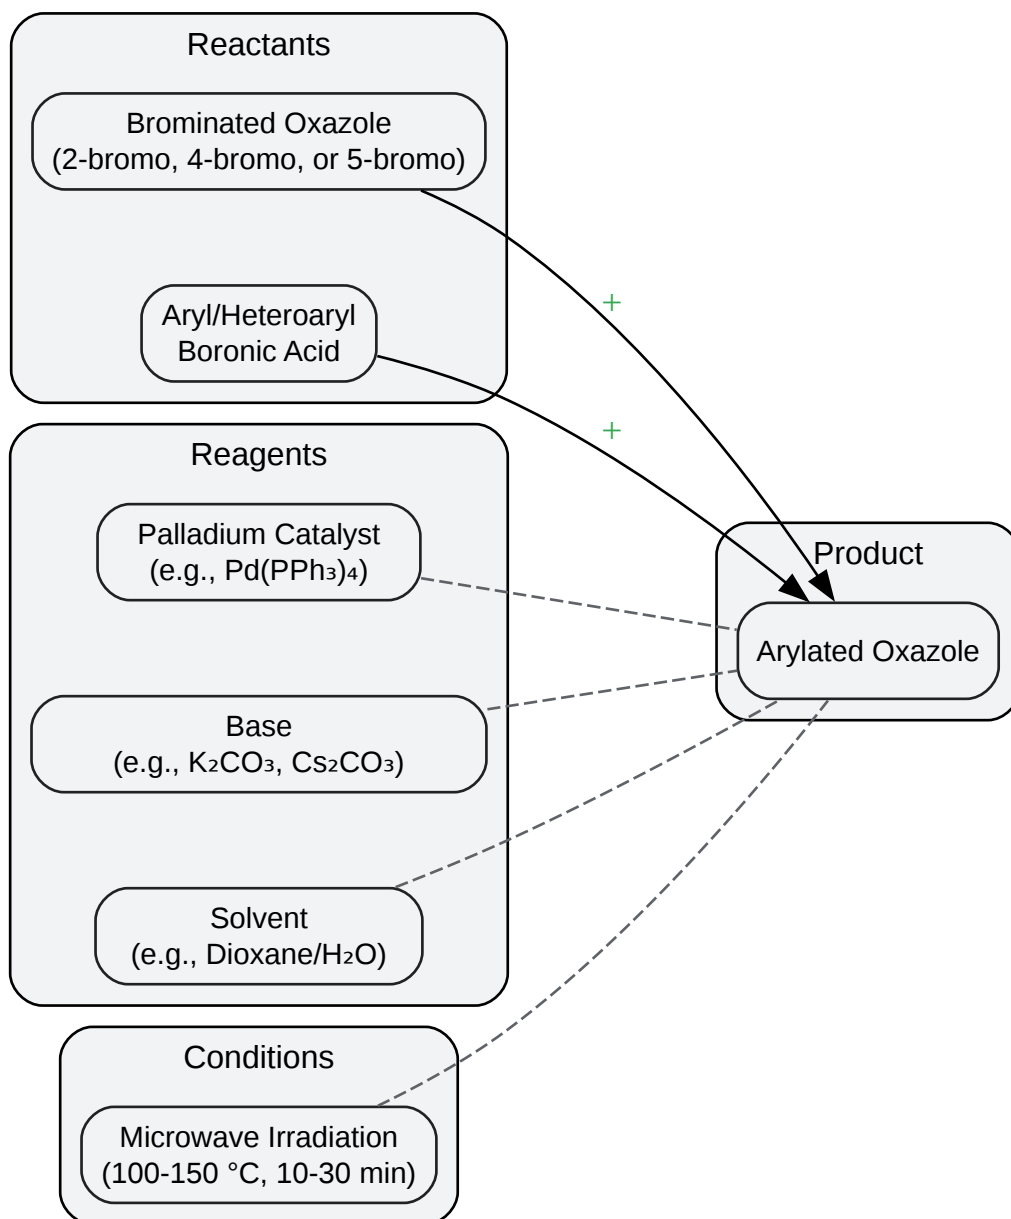 Reactants
Brominated Oxazole
(2-bromo, 4-bromo, or 5-bromo)
+
Aryl/Heteroaryl
Boronic Acid
+
Reagents
Palladium Catalyst
(e.g., Pd(PPh₃)₄)
Product
Arylated Oxazole
Base
(e.g., K₂CO₃, Cs₂CO₃)
Solvent
(e.g., Dioxane/H₂O)
Conditions
Microwave Irradiation
(100-150 °C, 10-30 min)